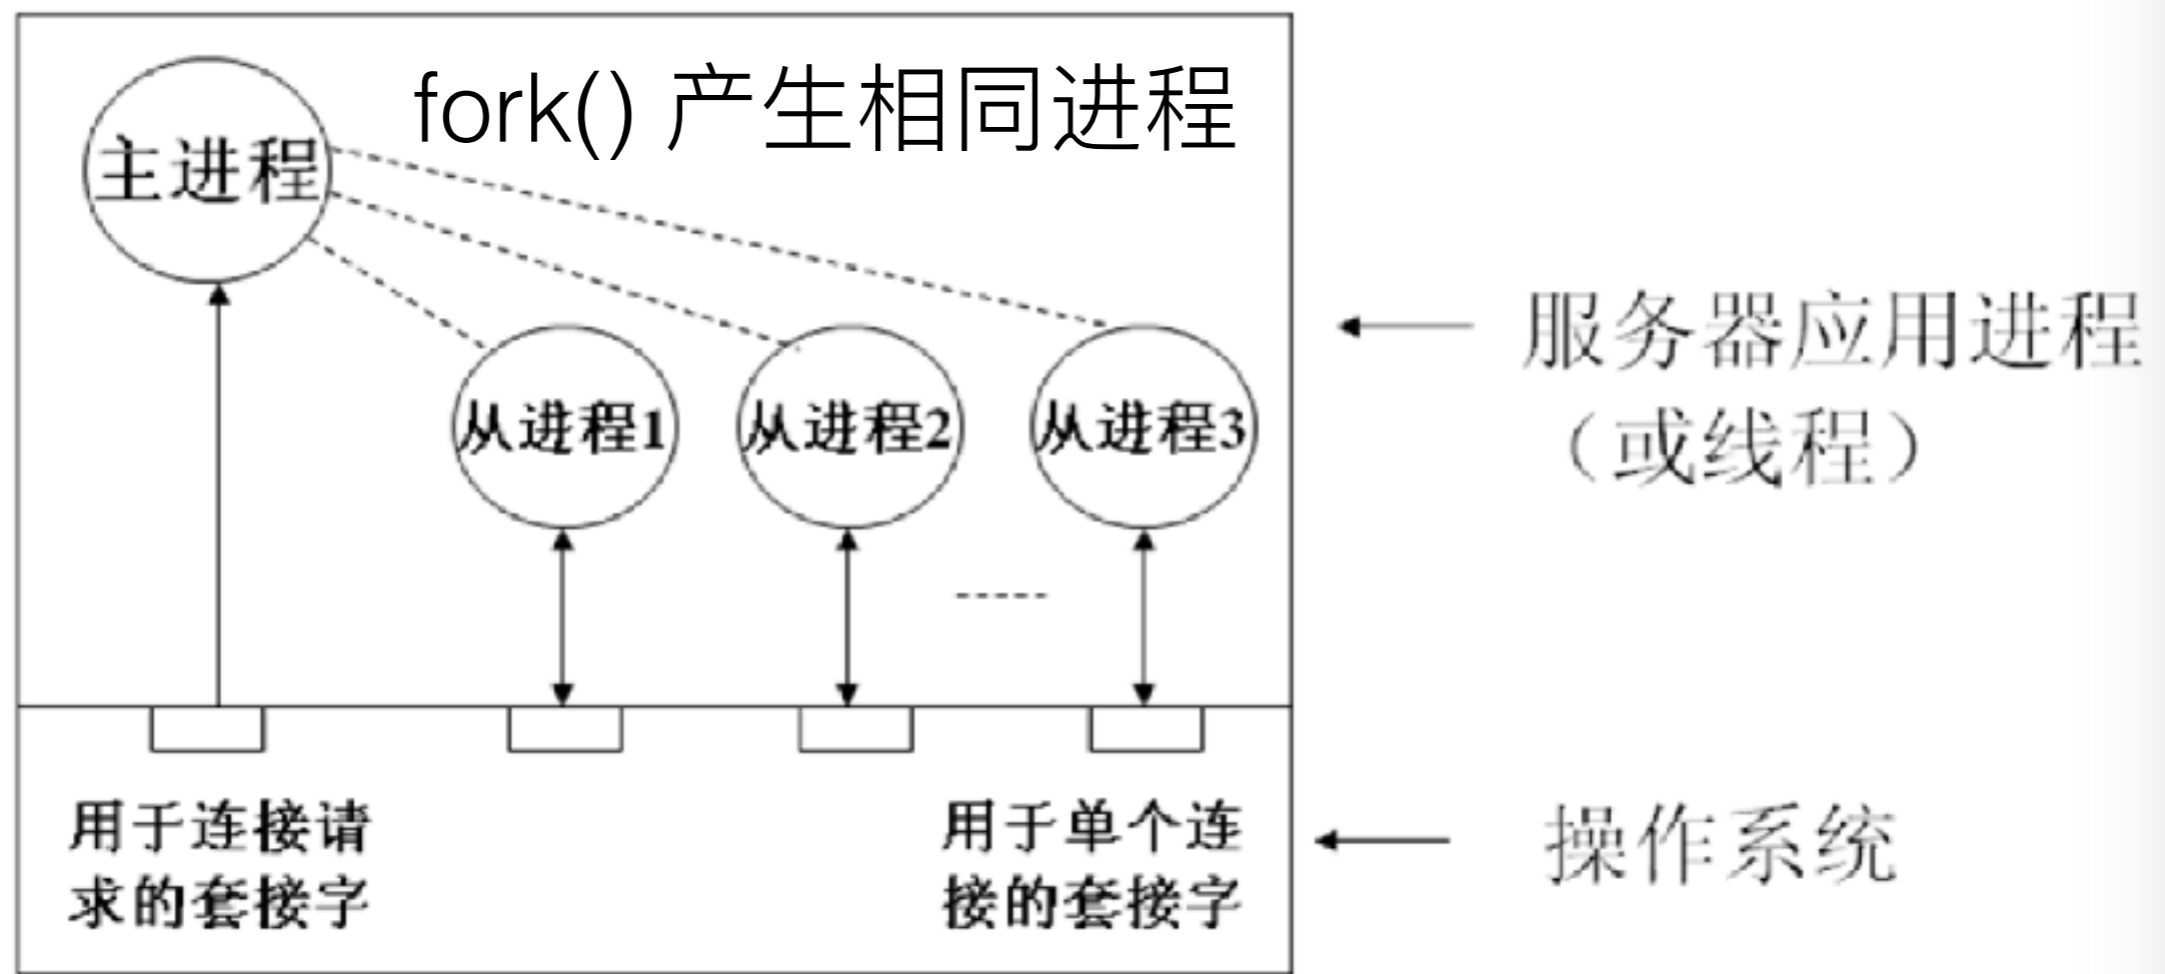 fork() 产生相同进程
主进程
服务器应用进程
（或线程）
从进程1
从进程2
从进程3
用于连接请
求的套接字
用于单个连
接的套接字
操作系统